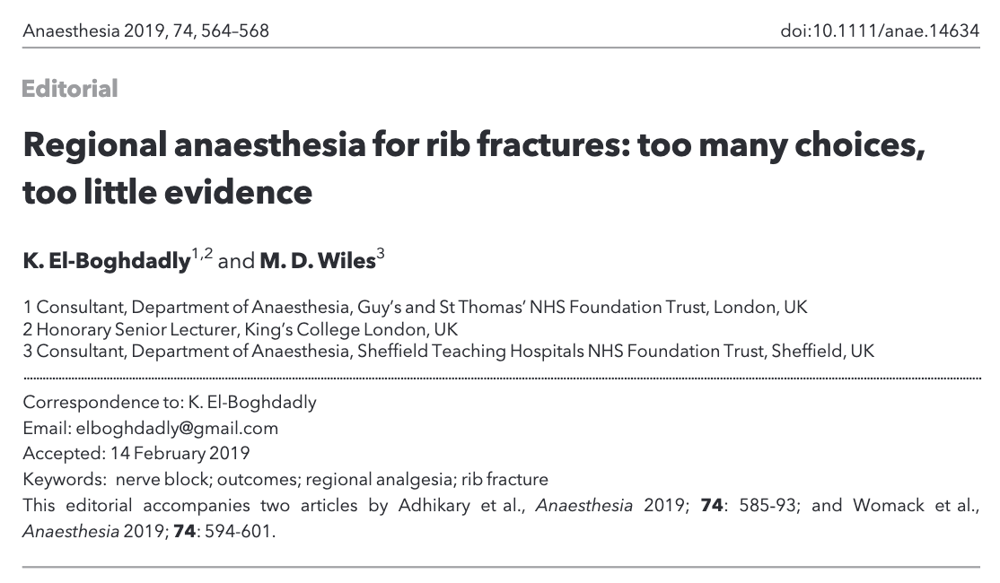 Anaesthesia 2019, 74, 564–568
doi:10.1111/anae.14634
Editorial
Regional anaesthesia for rib fractures: too many choices,
too little evidence
K. El-Boghdadly1,2 and M. D. Wiles3
1 Consultant, Department of Anaesthesia, Guy’s and St Thomas’ NHS Foundation Trust, London, UK
2 Honorary Senior Lecturer, King’s College London, UK
3 Consultant, Department of Anaesthesia, Sheffield Teaching Hospitals NHS Foundation Trust, Sheffield, UK
Correspondence to: K. El-Boghdadly
Email: elboghdadly@gmail.com
Accepted: 14 February 2019
Keywords: nerve block; outcomes; regional analgesia; rib fracture
This editorial accompanies two articles by Adhikary et al., Anaesthesia 2019; 74: 585-93; and Womack et al.,
Anaesthesia 2019; 74: 594-601.